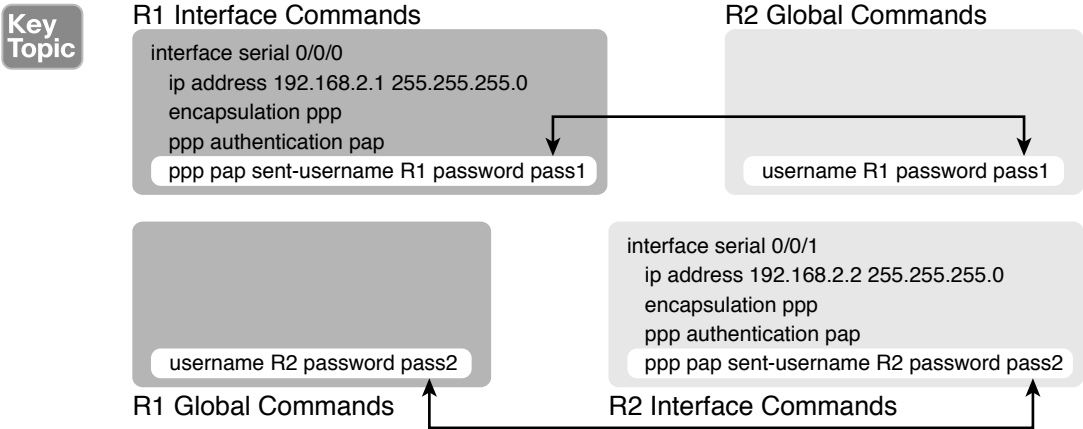 Key
Topic
R1 Interface Commands
interface serial 0/0/0
ip address 192.168.2.1 255.255.255.0
encapsulation ppp
ppp authentication pap
ppp pap sent-username R1 password pass1
R2 Global Commands
username R1 password pass1
username R2 password pass2
R1 Global Commands
interface serial 0/0/1
ip address 192.168.2.2 255.255.255.0
encapsulation ppp
ppp authentication pap
ppp pap sent-username R2 password pass2
R2 Interface Commands